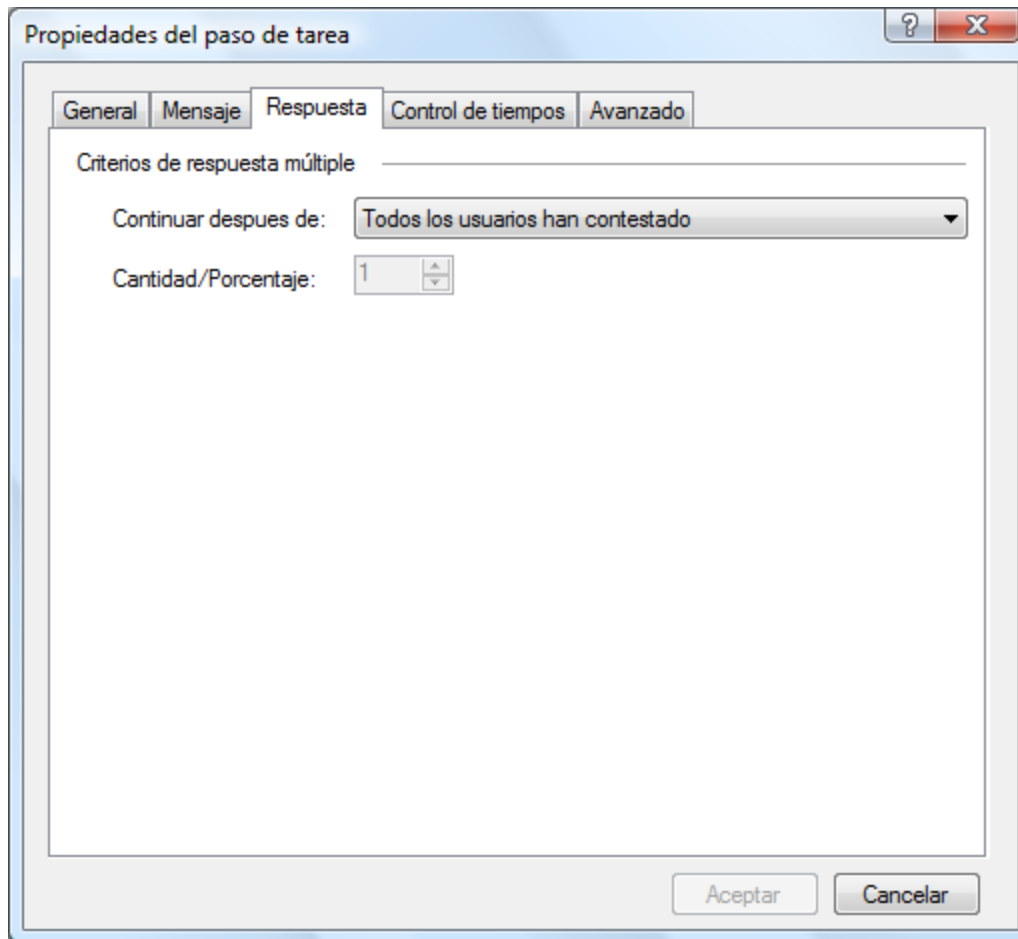 Propiedades del paso de tarea
General Mensaje Respuesta Control de tiempos Avanzado
Criterios de respuesta múltiple
Continuar despues de: Todos los usuarios han contestado
Cantidad/Porcentaje: 1
Aceptar Cancelar